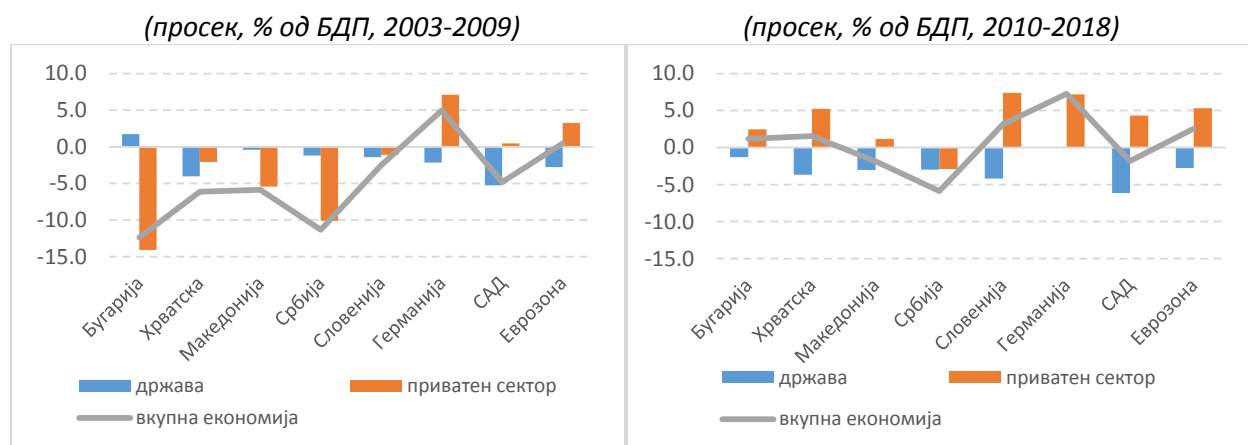 (просек, % од БДП, 2003-2009)
10.0
5.0
0.0
-5.0
-10.0
-15.0
Бугарија
Хрватска
Македонија
Србија
Словенија
Германија
САД
Еврозона
држава
приватен сектор
вкупна економија
(просек, % од БДП, 2010-2018)
10.0
5.0
0.0
-5.0
-10.0
-15.0
Бугарија
Хрватска
Македонија
Србија
Словенија
Германија
САД
Еврозона
држава
приватен сектор
вкупна економија